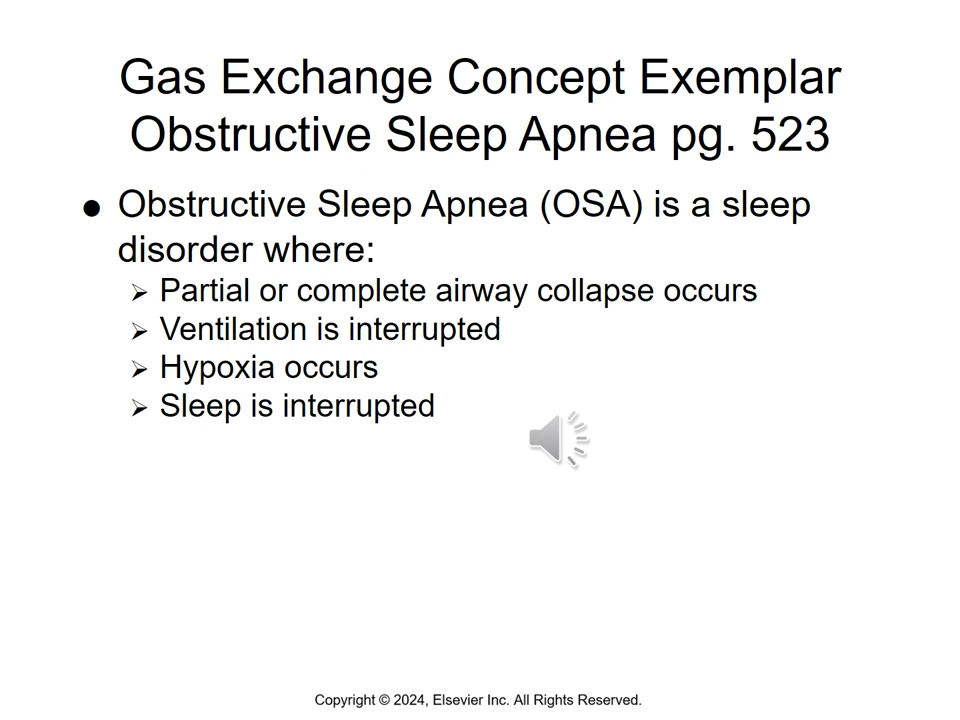 Gas Exchange Concept Exemplar
Obstructive Sleep Apnea pg. 523
● Obstructive Sleep Apnea (OSA) is a sleep
disorder where:
➢ Partial or complete airway collapse occurs
➢ Ventilation is interrupted
➢ Hypoxia occurs
➢ Sleep is interrupted
Copyright © 2024, Elsevier Inc. All Rights Reserved.